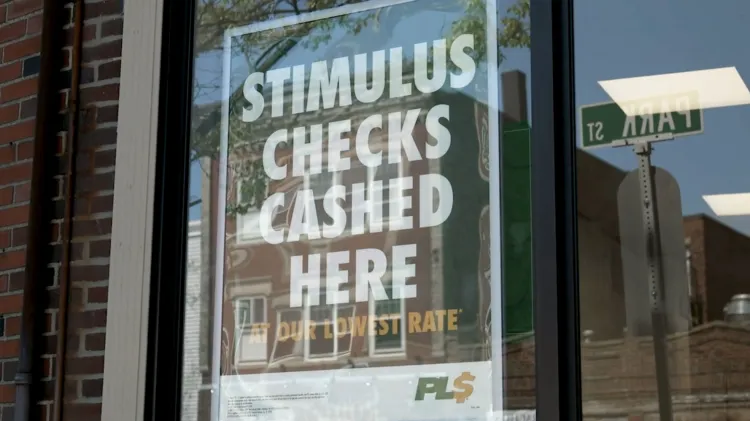 STIMULUS
CHECKS
CASHED
HERE
AT OUR LOWEST RATE*
PL$
PARK ST